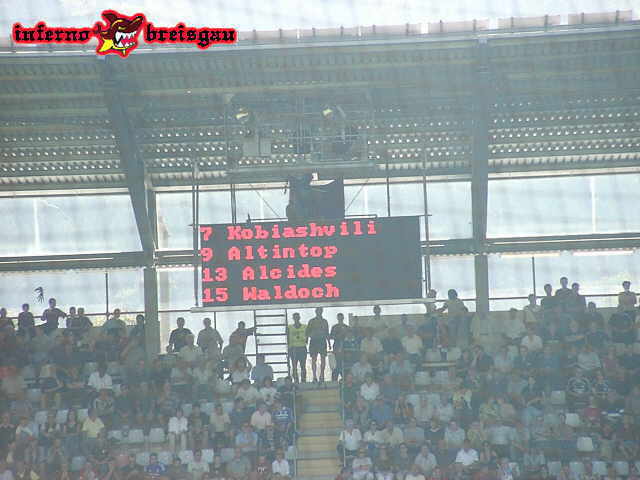 inferno breisgau
7 Kobiashvili
9 Altintop
13 Alcides
15 Waldoch